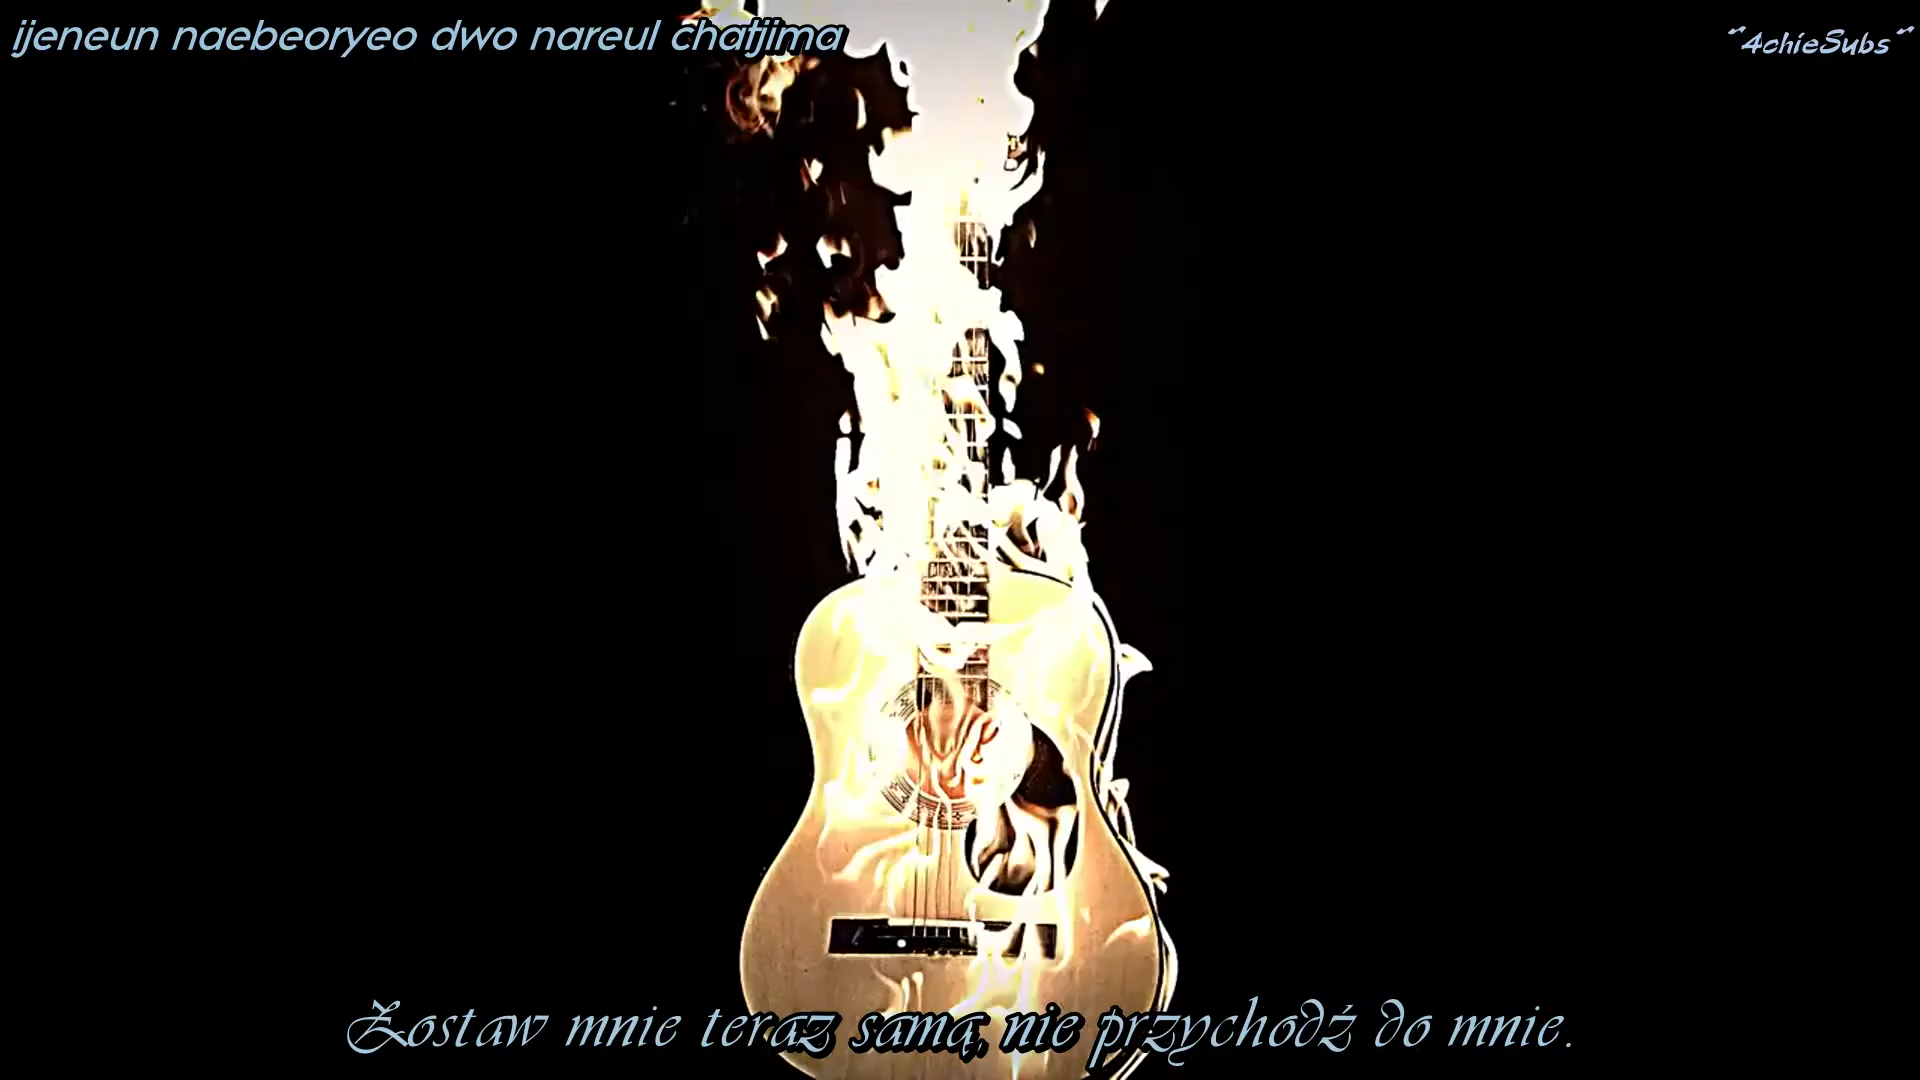 ijeneun naebeoryeo dwo nareul chatjima
~4chieSubs~
Zostaw mnie teraz samą, nie przychodź do mnie.